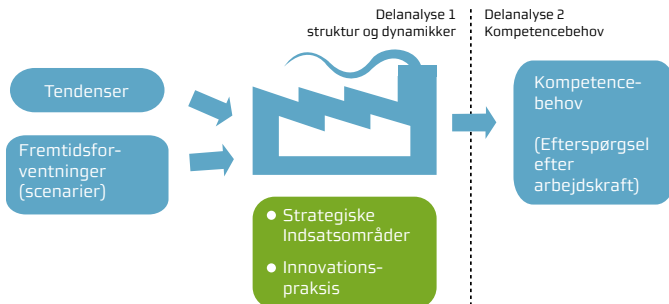 Delanalyse 1
struktur og dynamikker
Delanalyse 2
Kompetencebehov
Tendenser
Fremtidsfor-
ventninger
(scenarier)
Kompetence-
behov
(Efterspørgsel
efter
arbejdskraft)
• Strategiske
Indsatsområder
• Innovations-
praksis